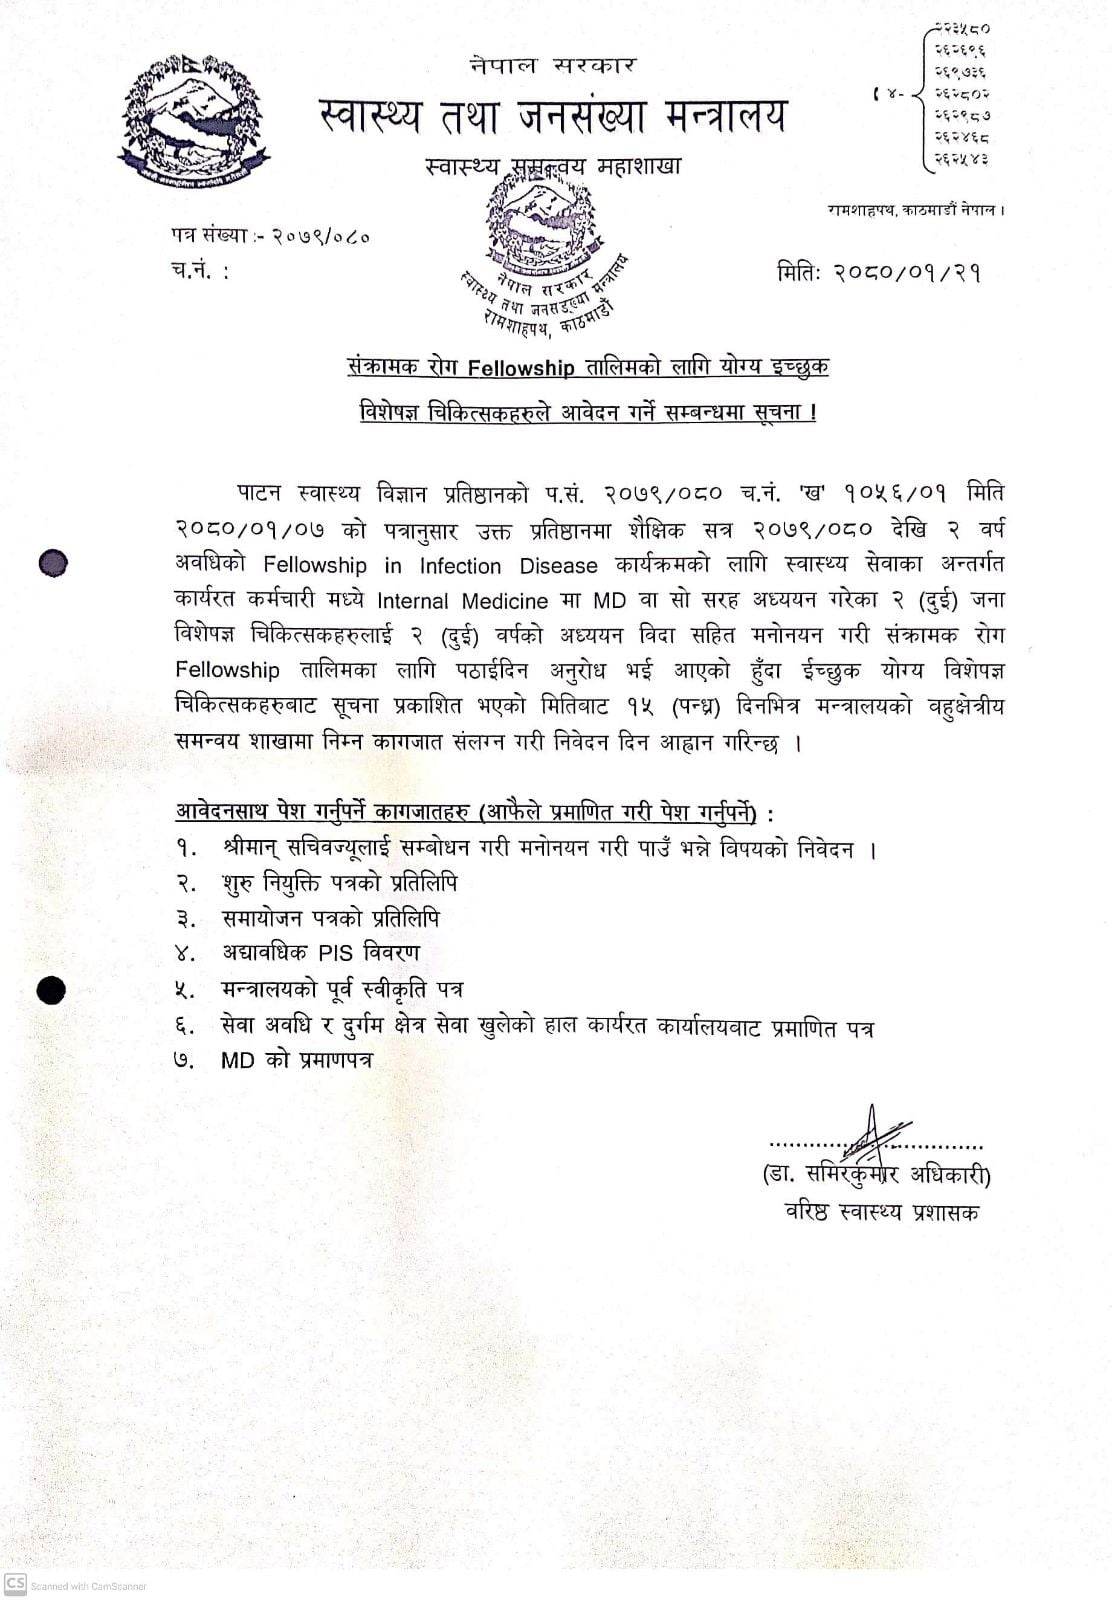 नेपाल सरकार
स्वास्थ्य तथा जनसंख्या मन्त्रालय
स्वास्थ्य समन्वय महाशाखा
४-
२२३५८०
२६२६९६
२६९७३६
२६२८०२
२६२९८७
२६२४६८
२६२५४३
रामशाहपथ, काठमाडौं नेपाल ।
पत्र संख्या :- २०७९/०८०
च.नं. :
मितिः २०८०/०१/२१
नेपाल सरकार
स्वास्थ्य तथा जनसङ्ख्या मन्त्रालय
रामशाहपथ, काठमाडौं
संक्रामक रोग Fellowship तालिमको लागि योग्य इच्छुक
विशेषज्ञ चिकित्सकहरुले आवेदन गर्ने सम्बन्धमा सूचना !
पाटन स्वास्थ्य विज्ञान प्रतिष्ठानको प.सं. २०७९/०८० च.नं. 'ख' १०५६/०१ मिति
२०८०/०१/०७ को पत्रानुसार उक्त प्रतिष्ठानमा शैक्षिक सत्र २०७९/०८० देखि २ वर्ष
अवधिको Fellowship in Infection Disease कार्यक्रमको लागि स्वास्थ्य सेवाका अन्तर्गत
कार्यरत कर्मचारी मध्ये Internal Medicine मा MD वा सो सरह अध्ययन गरेका २ (दुई) जना
विशेषज्ञ चिकित्सकहरुलाई २ (दुई) वर्षको अध्ययन विदा सहित मनोनयन गरी संक्रामक रोग
Fellowship तालिमका लागि पठाईदिन अनुरोध भई आएको हुँदा ईच्छुक योग्य विशेषज्ञ
चिकित्सकहरुबाट सूचना प्रकाशित भएको मितिबाट १५ (पन्ध्र) दिनभित्र मन्त्रालयको वहुक्षेत्रीय
समन्वय शाखामा निम्न कागजात संलग्न गरी निवेदन दिन आह्वान गरिन्छ ।
आवेदनसाथ पेश गर्नुपर्ने कागजातहरु (आफैले प्रमाणित गरी पेश गर्नुपर्ने) :
१. श्रीमान् सचिवज्यूलाई सम्बोधन गरी मनोनयन गरी पाउँ भन्ने विषयको निवेदन ।
२. शुरु नियुक्ति पत्रको प्रतिलिपि
३. समायोजन पत्रको प्रतिलिपि
४. अद्यावधिक PIS विवरण
५. मन्त्रालयको पूर्व स्वीकृति पत्र
६. सेवा अवधि र दुर्गम क्षेत्र सेवा खुलेको हाल कार्यरत कार्यालयवाट प्रमाणित पत्र
७. MD को प्रमाणपत्र
(डा. समिरकुमार अधिकारी)
वरिष्ठ स्वास्थ्य प्रशासक
CS Scanned with CamScanner